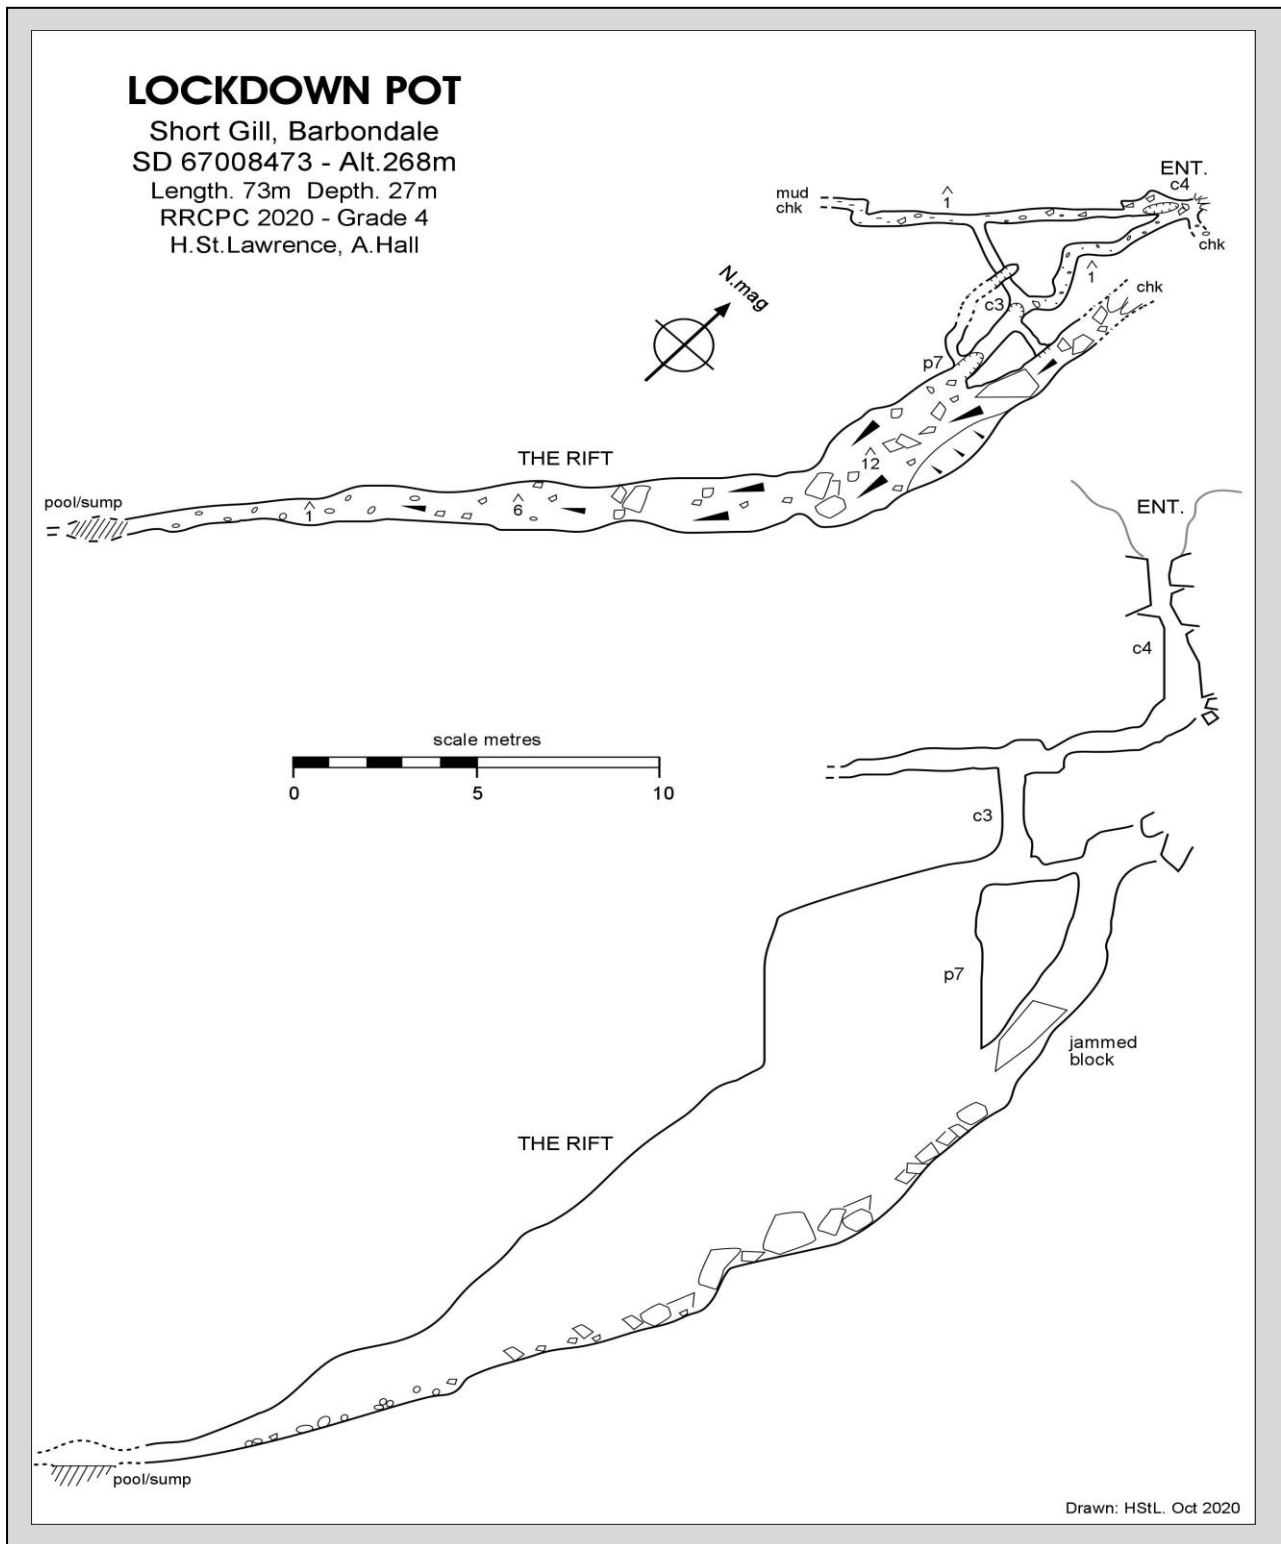 LOCKDOWN POT
Short Gill, Barbondale
SD 67008473 - Alt.268m
Length. 73m Depth. 27m
RRCPC 2020 - Grade 4
H.St.Lawrence, A.Hall
ENT.
c4
mud
chk
1
chk
1
chk
N.mag
c3
p7
THE RIFT
12
pool/sump
1
6
ENT.
c4
scale metres
0 5 10
c3
p7
jammed
block
THE RIFT
pool/sump
Drawn: HStL. Oct 2020